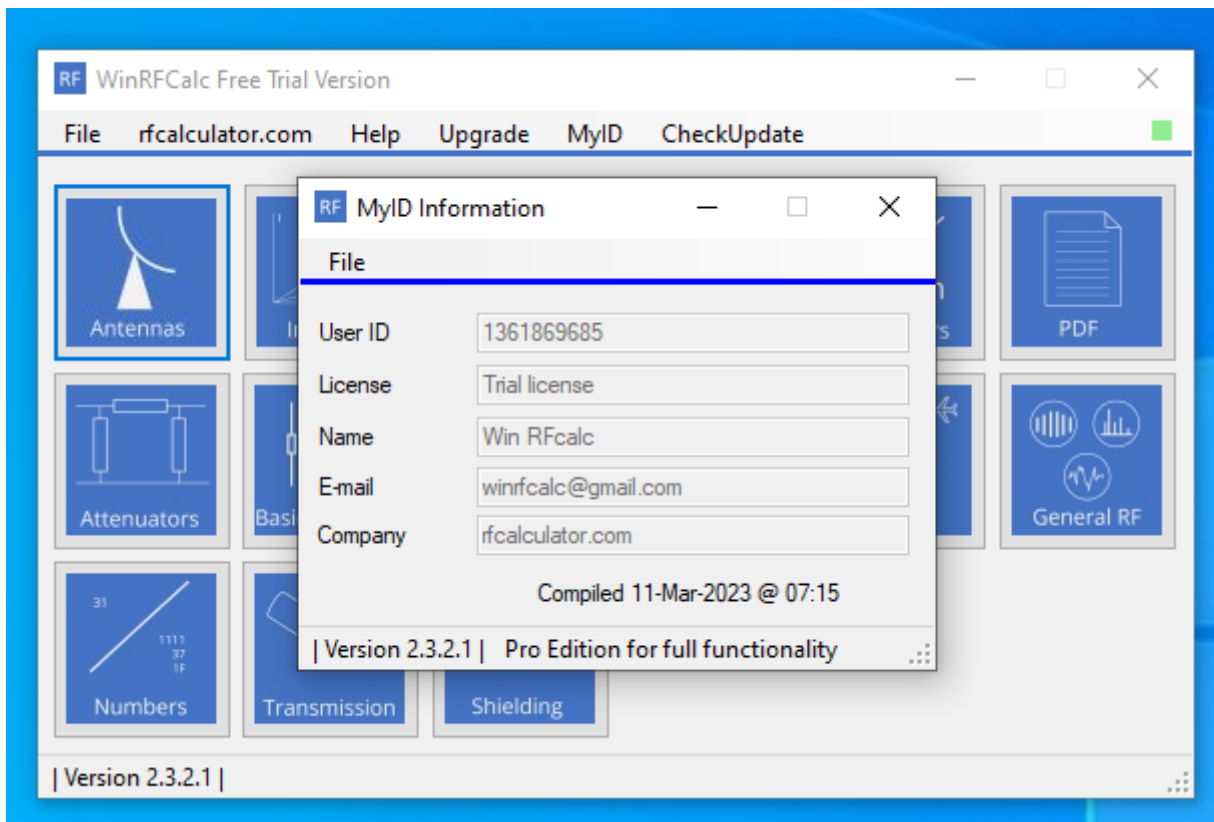 RF WinRFCalc Free Trial Version
File rfcalculator.com Help Upgrade MyID CheckUpdate
RF MyID Information
File
User ID 1361869685
License Trial license
Name Win RFcalc
E-mail winrfcalc@gmail.com
Company rfcalculator.com
Compiled 11-Mar-2023 @ 07:15
| Version 2.3.2.1 | Pro Edition for full functionality
Antennas
PDF
Attenuators
General RF
31
1111
37
1F
Numbers
Transmission
Shielding
| Version 2.3.2.1 |